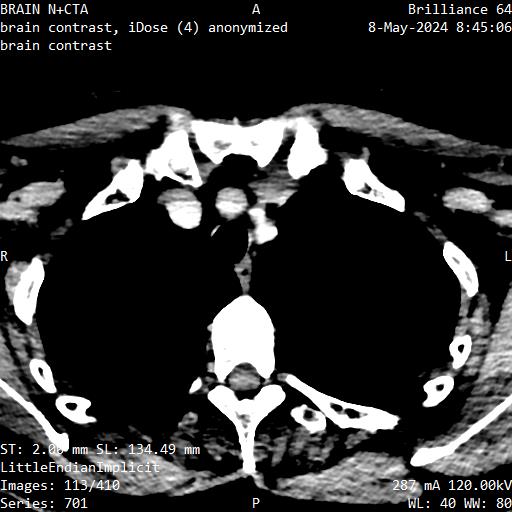 BRAIN N+CTA
A
Brilliance 64
brain contrast, iDose (4) anonymized
8-May-2024 8:45:06
brain contrast
R
L
ST: 2.00 mm SL: 134.49 mm
LittleEndianImplicit
Images: 113/410
287 mA 120.00kV
Series: 701
P
WL: 40 WW: 80